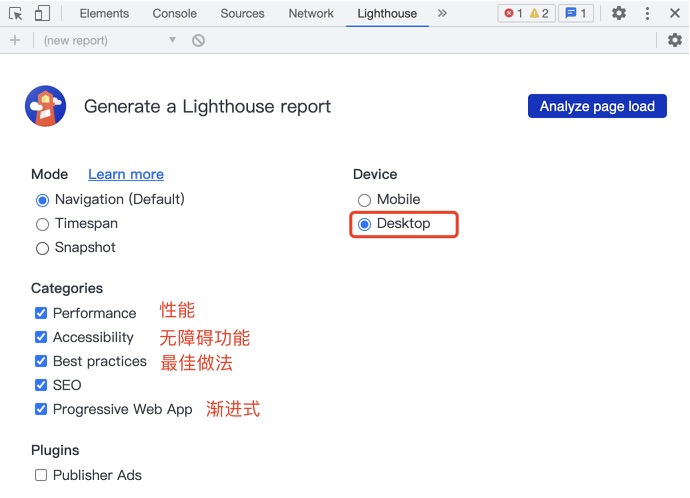 Elements Console Sources Network Lighthouse » 1 2 1
+ (new report)
Generate a Lighthouse report Analyze page load
Mode Learn more
Navigation (Default)
Timespan
Snapshot
Device
Mobile
Desktop
Categories
Performance 性能
Accessibility 无障碍功能
Best practices 最佳做法
SEO
Progressive Web App 渐进式
Plugins
Publisher Ads